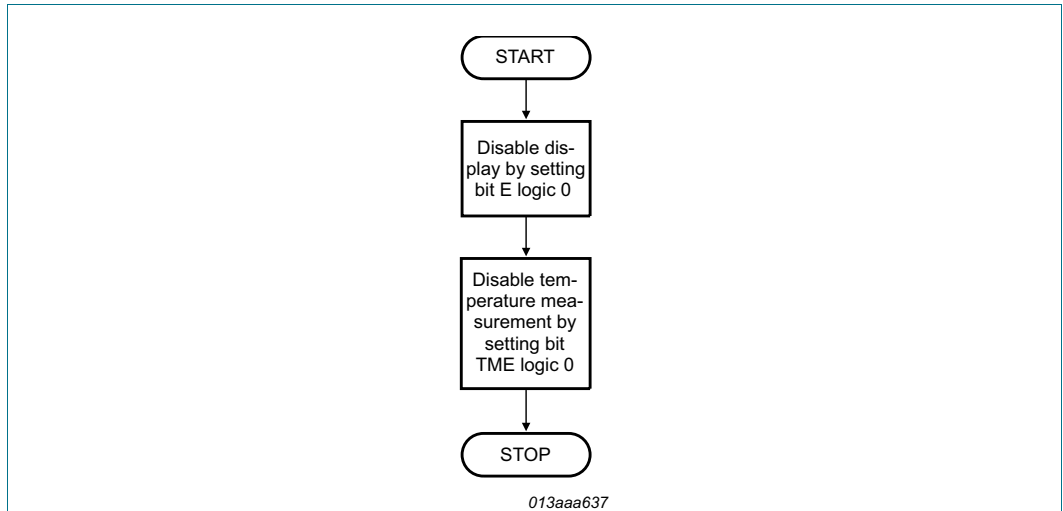 START
Disable dis-
play by setting
bit E logic 0
Disable tem-
perature mea-
surement by
setting bit
TME logic 0
STOP
013aaa637